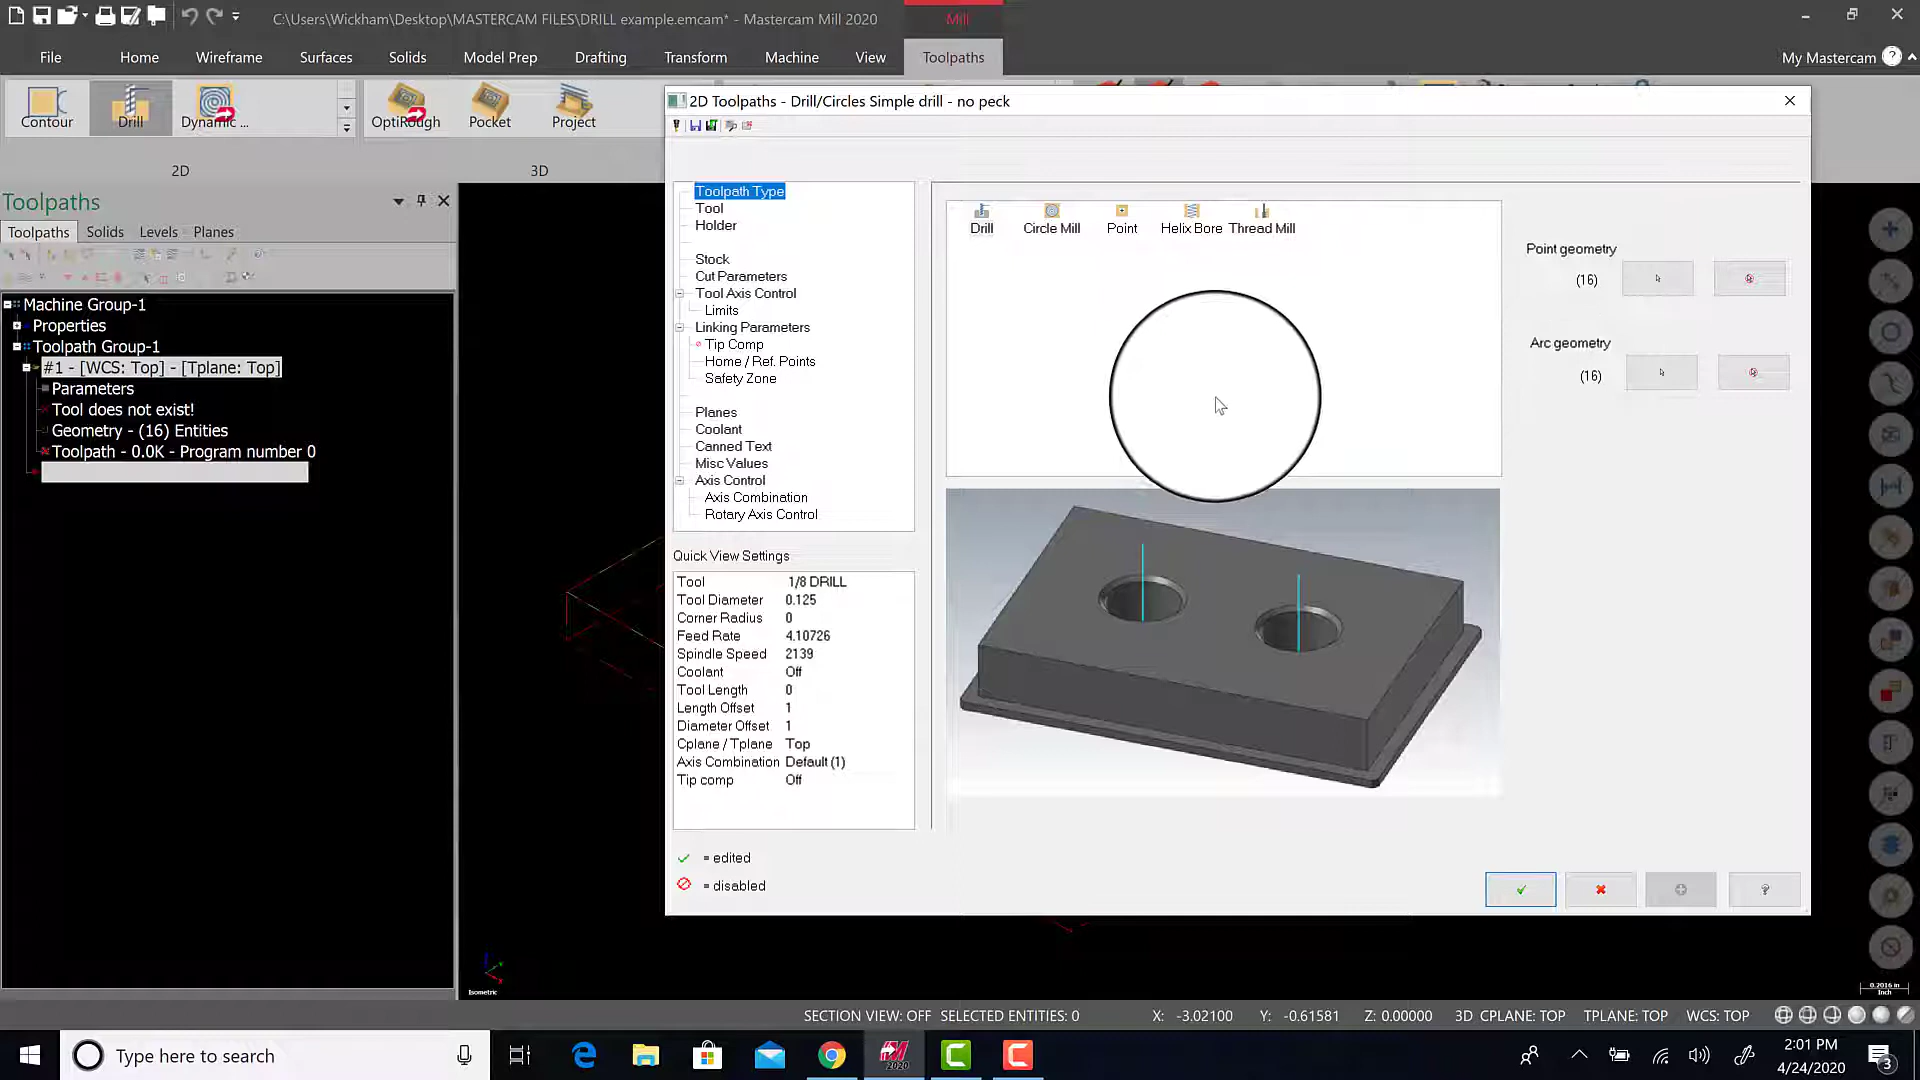 C:\Users\Wickham\Desktop\MASTERCAM FILES\DRILL example.emcam* - Mastercam Mill 2020
Mill
File Home Wireframe Surfaces Solids Model Prep Drafting Transform Machine View Toolpaths My Mastercam ?
Contour Drill Dynamic ... OptiRough Pocket Project
2D 3D
2D Toolpaths - Drill/Circles Simple drill - no peck
Toolpaths
Toolpaths Solids Levels Planes
Machine Group-1
Properties
Toolpath Group-1
#1 - [WCS: Top] - [Tplane: Top]
Parameters
Tool does not exist!
Geometry - (16) Entities
Toolpath - 0.0K - Program number 0
Toolpath Type
Tool
Holder
Stock
Cut Parameters
Tool Axis Control
Limits
Linking Parameters
Tip Comp
Home / Ref. Points
Safety Zone
Planes
Coolant
Canned Text
Misc Values
Axis Control
Axis Combination
Rotary Axis Control
Drill Circle Mill Point Helix Bore Thread Mill
Point geometry
(16)
Arc geometry
(16)
Quick View Settings
Tool 1/8 DRILL
Tool Diameter 0.125
Corner Radius 0
Feed Rate 4.10726
Spindle Speed 2139
Coolant Off
Tool Length 0
Length Offset 1
Diameter Offset 1
Cplane / Tplane Top
Axis Combination Default (1)
Tip comp Off
= edited
= disabled
?
Isometric
0.2016 in
Inch
SECTION VIEW: OFF SELECTED ENTITIES: 0 X: -3.02100 Y: -0.61581 Z: 0.00000 3D CPLANE: TOP TPLANE: TOP WCS: TOP
Type here to search
2020
2:01 PM
4/24/2020
3